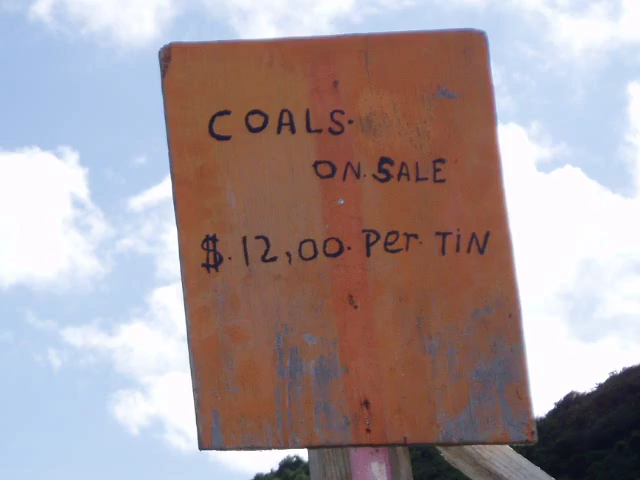 COALS.
ON. SALE
$.12,00. Per. TiN